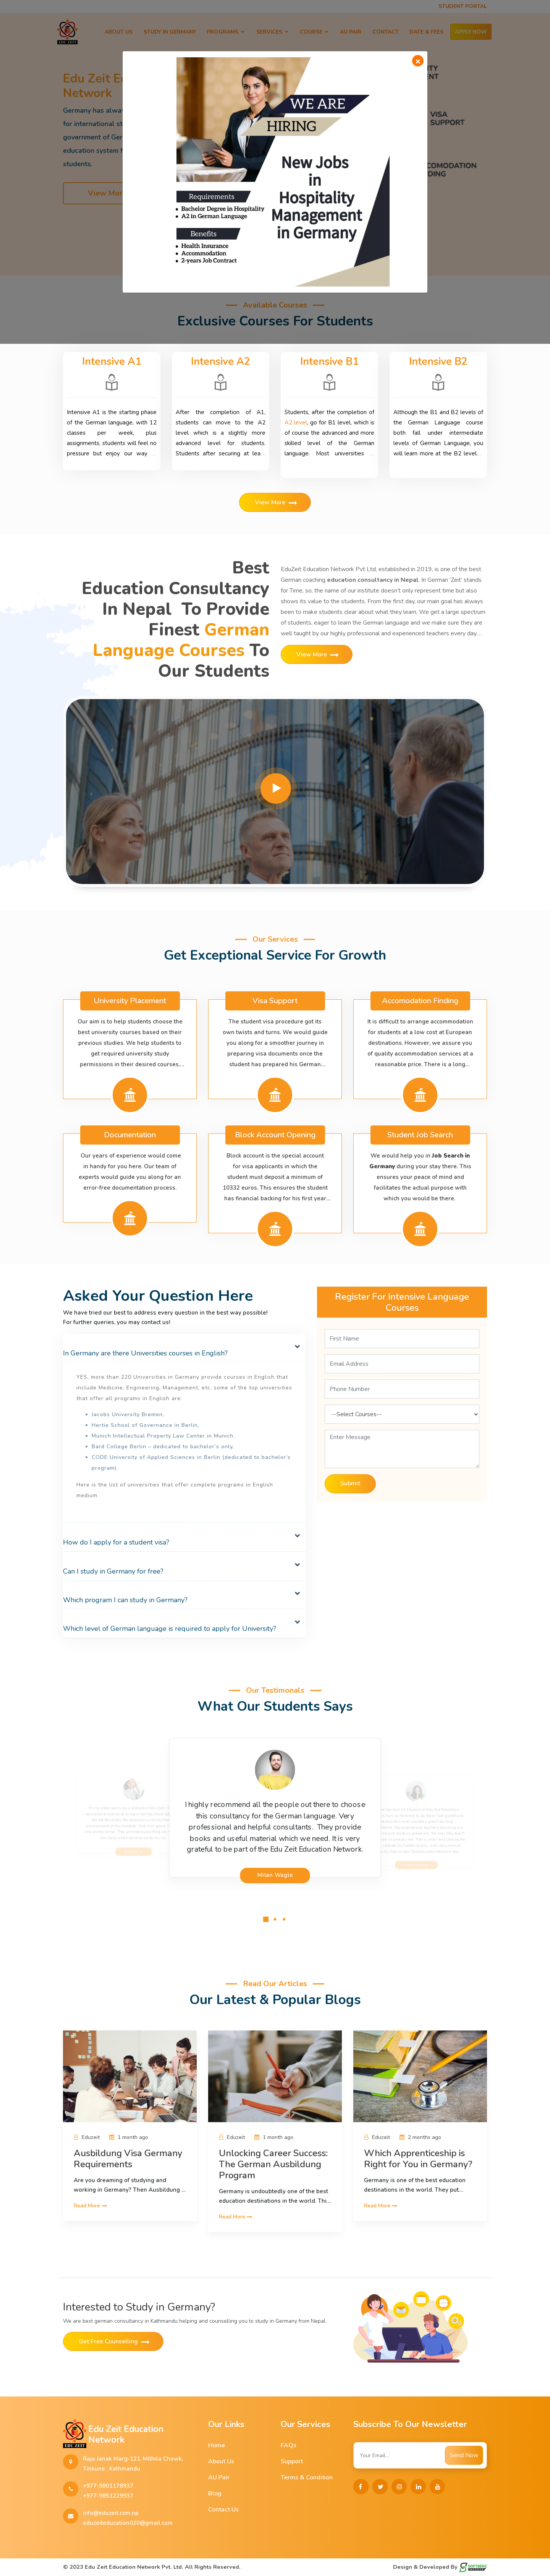 STUDENT PORTAL
ABOUT US STUDY IN GERMANY PROGRAMS SERVICES COURSE AU PAIR CONTACT DATE & FEES APPLY NOW
Edu Zeit E
Network
Germany has alway
for international st
government of Ger
education system f
students.
View Mor
VISA
SUPPORT
WE ARE
HIRING
New Jobs
in
Hospitality
Management
in Germany
Requirements
Bachelor Degree in Hospitality
A2 in German Language
Benefits
Health Insurance
Accommodation
2-years Job Contract
Available Courses
Exclusive Courses For Students
Intensive A1
Intensive A1 is the starting phase
of the German language, with 12
classes per week, plus
assignments, students will feel no
pressure but enjoy our way ...
Intensive A2
After the completion of A1,
students can move to the A2
level which is a slightly more
advanced level for students.
Students after securing at lea...
Intensive B1
Students, after the completion of
A2 level, go for B1 level, which is
of course the advanced and more
skilled level of the German
language. Most universities ...
Intensive B2
Although the B1 and B2 levels of
the German Language course
both fall under intermediate
levels of German Language, you
will learn more at the B2 level...
View More
Best
Education Consultancy
In Nepal To Provide
Finest German
Language Courses To
Our Students
EduZeit Education Network Pvt Ltd, established in 2019, is one of the best
German coaching education consultancy in Nepal. In German 'Zeit' stands
for Time, so, the name of our institute doesn't only represent time but also
shows its value to the students. From the first day, our main goal has always
been to make students clear about what they learn. We get a large spectrum
of students, eager to learn the German language and we make sure they are
well taught by our highly professional and experienced teachers every day....
View More
Our Services
Get Exceptional Service For Growth
University Placement
Our aim is to help students choose the
best university courses based on their
previous studies. We help students to
get required university study
permissions in their desired courses....
Visa Support
The student visa procedure got its
own twists and turns. We would guide
you along for a smoother journey in
preparing visa documents once the
student has prepared his German...
Accomodation Finding
It is difficult to arrange accommodation
for students at a low cost at European
destinations. However, we assure you
of quality accommodation services at a
reasonable price. There is a long...
Documentation
Our years of experience would come
in handy for you here. Our team of
experts would guide you along for an
error-free documentation process.
Block Account Opening
Block account is the special account
for visa applicants in which the
student must deposit a minimum of
10332 euros. This ensures the student
has financial backing for his first year...
Student Job Search
We would help you in Job Search in
Germany during your stay there. This
ensures your peace of mind and
facilitates the actual purpose with
which you would be there.
Asked Your Question Here
We have tried our best to address every question in the best way possible!
For further queries, you may contact us!
In Germany are there Universities courses in English?
YES, more than 220 Universities in Germany provide courses in English that
include Medicine, Engineering, Management, etc. some of the top universities
that offer all programs in English are;
Jacobs University Bremen,
Hertie School of Governance in Berlin,
Munich Intellectual Property Law Center in Munich,
Bard College Berlin – dedicated to bachelor's only,
CODE University of Applied Sciences in Berlin (dedicated to bachelor's
program).
Here is the list of universities that offer complete programs in English
medium
How do I apply for a student visa?
Can I study in Germany for free?
Which program I can study in Germany?
Which level of German language is required to apply for University?
Register For Intensive Language
Courses
First Name
Email Address
Phone Number
--Select Courses--
Enter Message
Submit
Our Testimonals
What Our Students Says
I highly recommend all the people out there to choose
this consultancy for the German language. Very
professional and helpful consultants. They provide
books and useful material which we need. It is very
grateful to be part of the Edu Zeit Education Network.
Milan Wagle
Read Our Articles
Our Latest & Popular Blogs
Eduzeit 1 month ago
Ausbildung Visa Germany
Requirements
Are you dreaming of studying and
working in Germany? Then Ausbildung ...
Read More
Eduzeit 1 month ago
Unlocking Career Success:
The German Ausbildung
Program
Germany is undoubtedly one of the best
education destinations in the world. Thi...
Read More
Eduzeit 2 months ago
Which Apprenticeship is
Right for You in Germany?
Germany is one of the best education
destinations in the world. They put...
Read More
Interested to Study in Germany?
We are best german consultancy in Kathmandu helping and counselling you to study in Germany from Nepal.
Get Free Counselling
EDU ZEIT
Edu Zeit Education
Network
Raja Janak Marg-121, Mithila Chowk,
Tinkune , Kathmandu
+977-9801178937
+977-9851229937
info@eduzeit.com.np
eduzeiteducation020@gmail.com
Our Links
Home
About Us
AU Pair
Blog
Contact Us
Our Services
FAQs
Support
Terms & Condition
Subscribe To Our Newsletter
Your Email...
Send Now
© 2023 Edu Zeit Education Network Pvt. Ltd. All Rights Reserved.
Design & Developed By